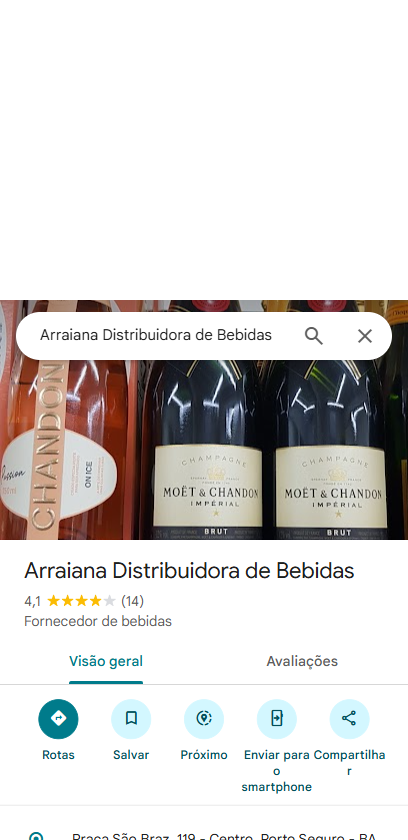 Arraiana Distribuidora de Bebidas
CHANDON
Passion
ON ICE
CHAMPAGNE
MOËT & CHANDON
IMPÉRIAL
BRUT
CHAMPAGNE
MOËT & CHANDON
IMPÉRIAL
BRUT
Arraiana Distribuidora de Bebidas
4,1 ★★★★★ (14)
Fornecedor de bebidas
Visão geral
Avaliações
Rotas
Salvar
Próximo
Enviar para
o
smartphone
Compartilha
r
Praça São Braz, 119 - Centro, Porto Seguro - BA,